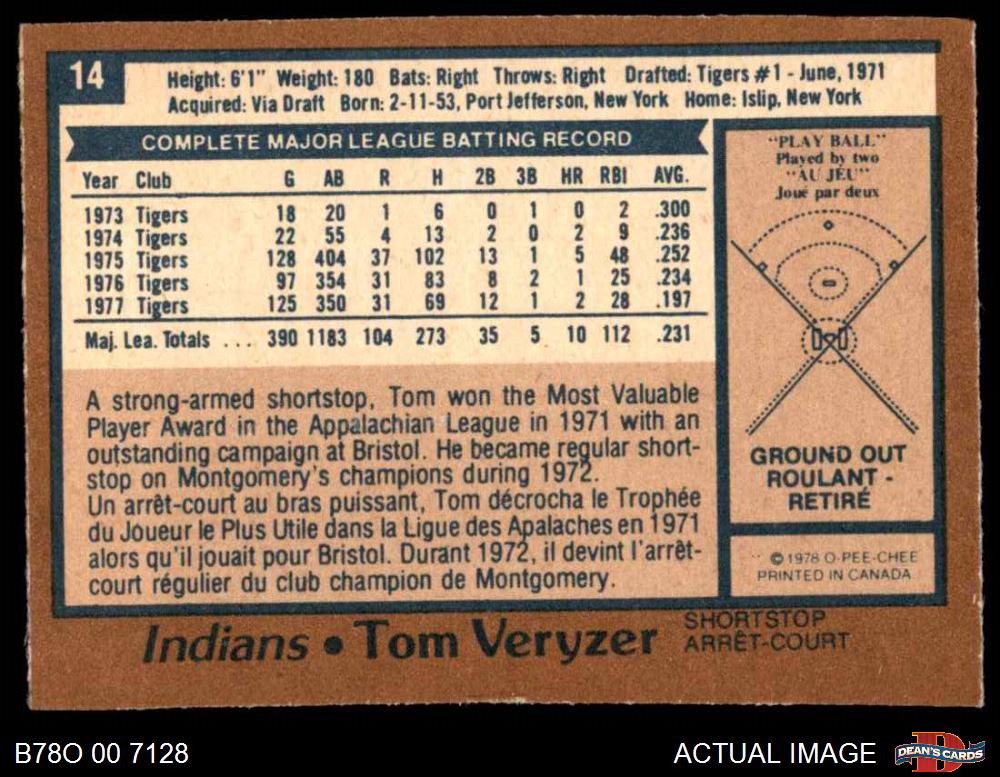 14
Height: 6'1" Weight: 180 Bats: Right Throws: Right Drafted: Tigers #1 - June, 1971
Acquired: Via Draft Born: 2-11-53, Port Jefferson, New York Home: Islip, New York
COMPLETE MAJOR LEAGUE BATTING RECORD
Year Club G AB R H 2B 3B HR RBI AVG.
1973 Tigers 18 20 1 6 0 1 0 2 .300
1974 Tigers 22 55 4 13 2 0 2 9 .236
1975 Tigers 128 404 37 102 13 1 5 48 .252
1976 Tigers 97 354 31 83 8 2 1 25 .234
1977 Tigers 125 350 31 69 12 1 2 28 .197
Maj. Lea. Totals ... 390 1183 104 273 35 5 10 112 .231
A strong-armed shortstop, Tom won the Most Valuable
Player Award in the Appalachian League in 1971 with an
outstanding campaign at Bristol. He became regular short-
stop on Montgomery's champions during 1972.
Un arrêt-court au bras puissant, Tom décrocha le Trophée
du Joueur le Plus Utile dans la Ligue des Apalaches en 1971
alors qu'il jouait pour Bristol. Durant 1972, il devint l'arrêt-
court régulier du club champion de Montgomery.
"PLAY BALL"
Played by two
"AU JEU"
Joué par deux
GROUND OUT
ROULANT -
RETIRÉ
© 1978 O-PEE-CHEE
PRINTED IN CANADA
Indians • Tom Veryzer
SHORTSTOP
ARRÊT-COURT
B78O 00 7128
ACTUAL IMAGE
DEAN'S CARDS